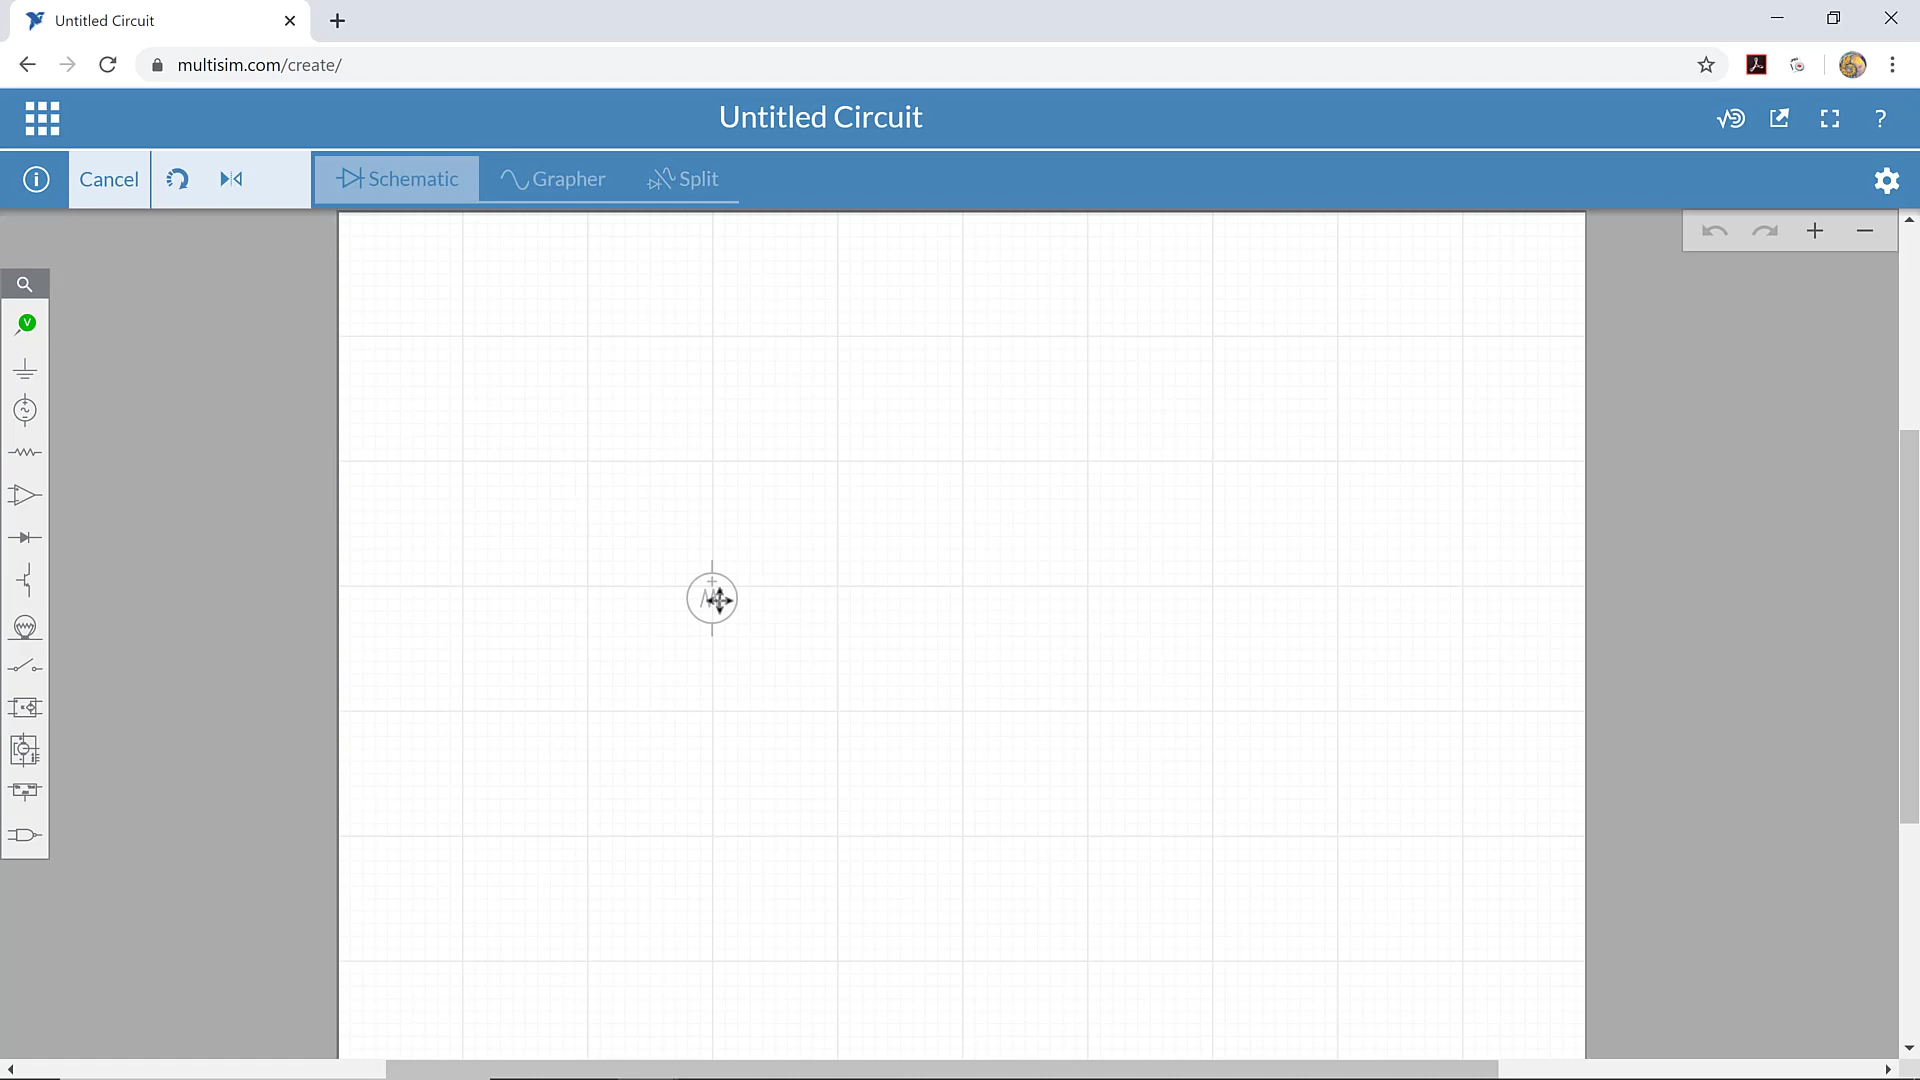 Untitled Circuit
multisim.com/create/
Untitled Circuit
?
Cancel
Schematic
Grapher
Split
V